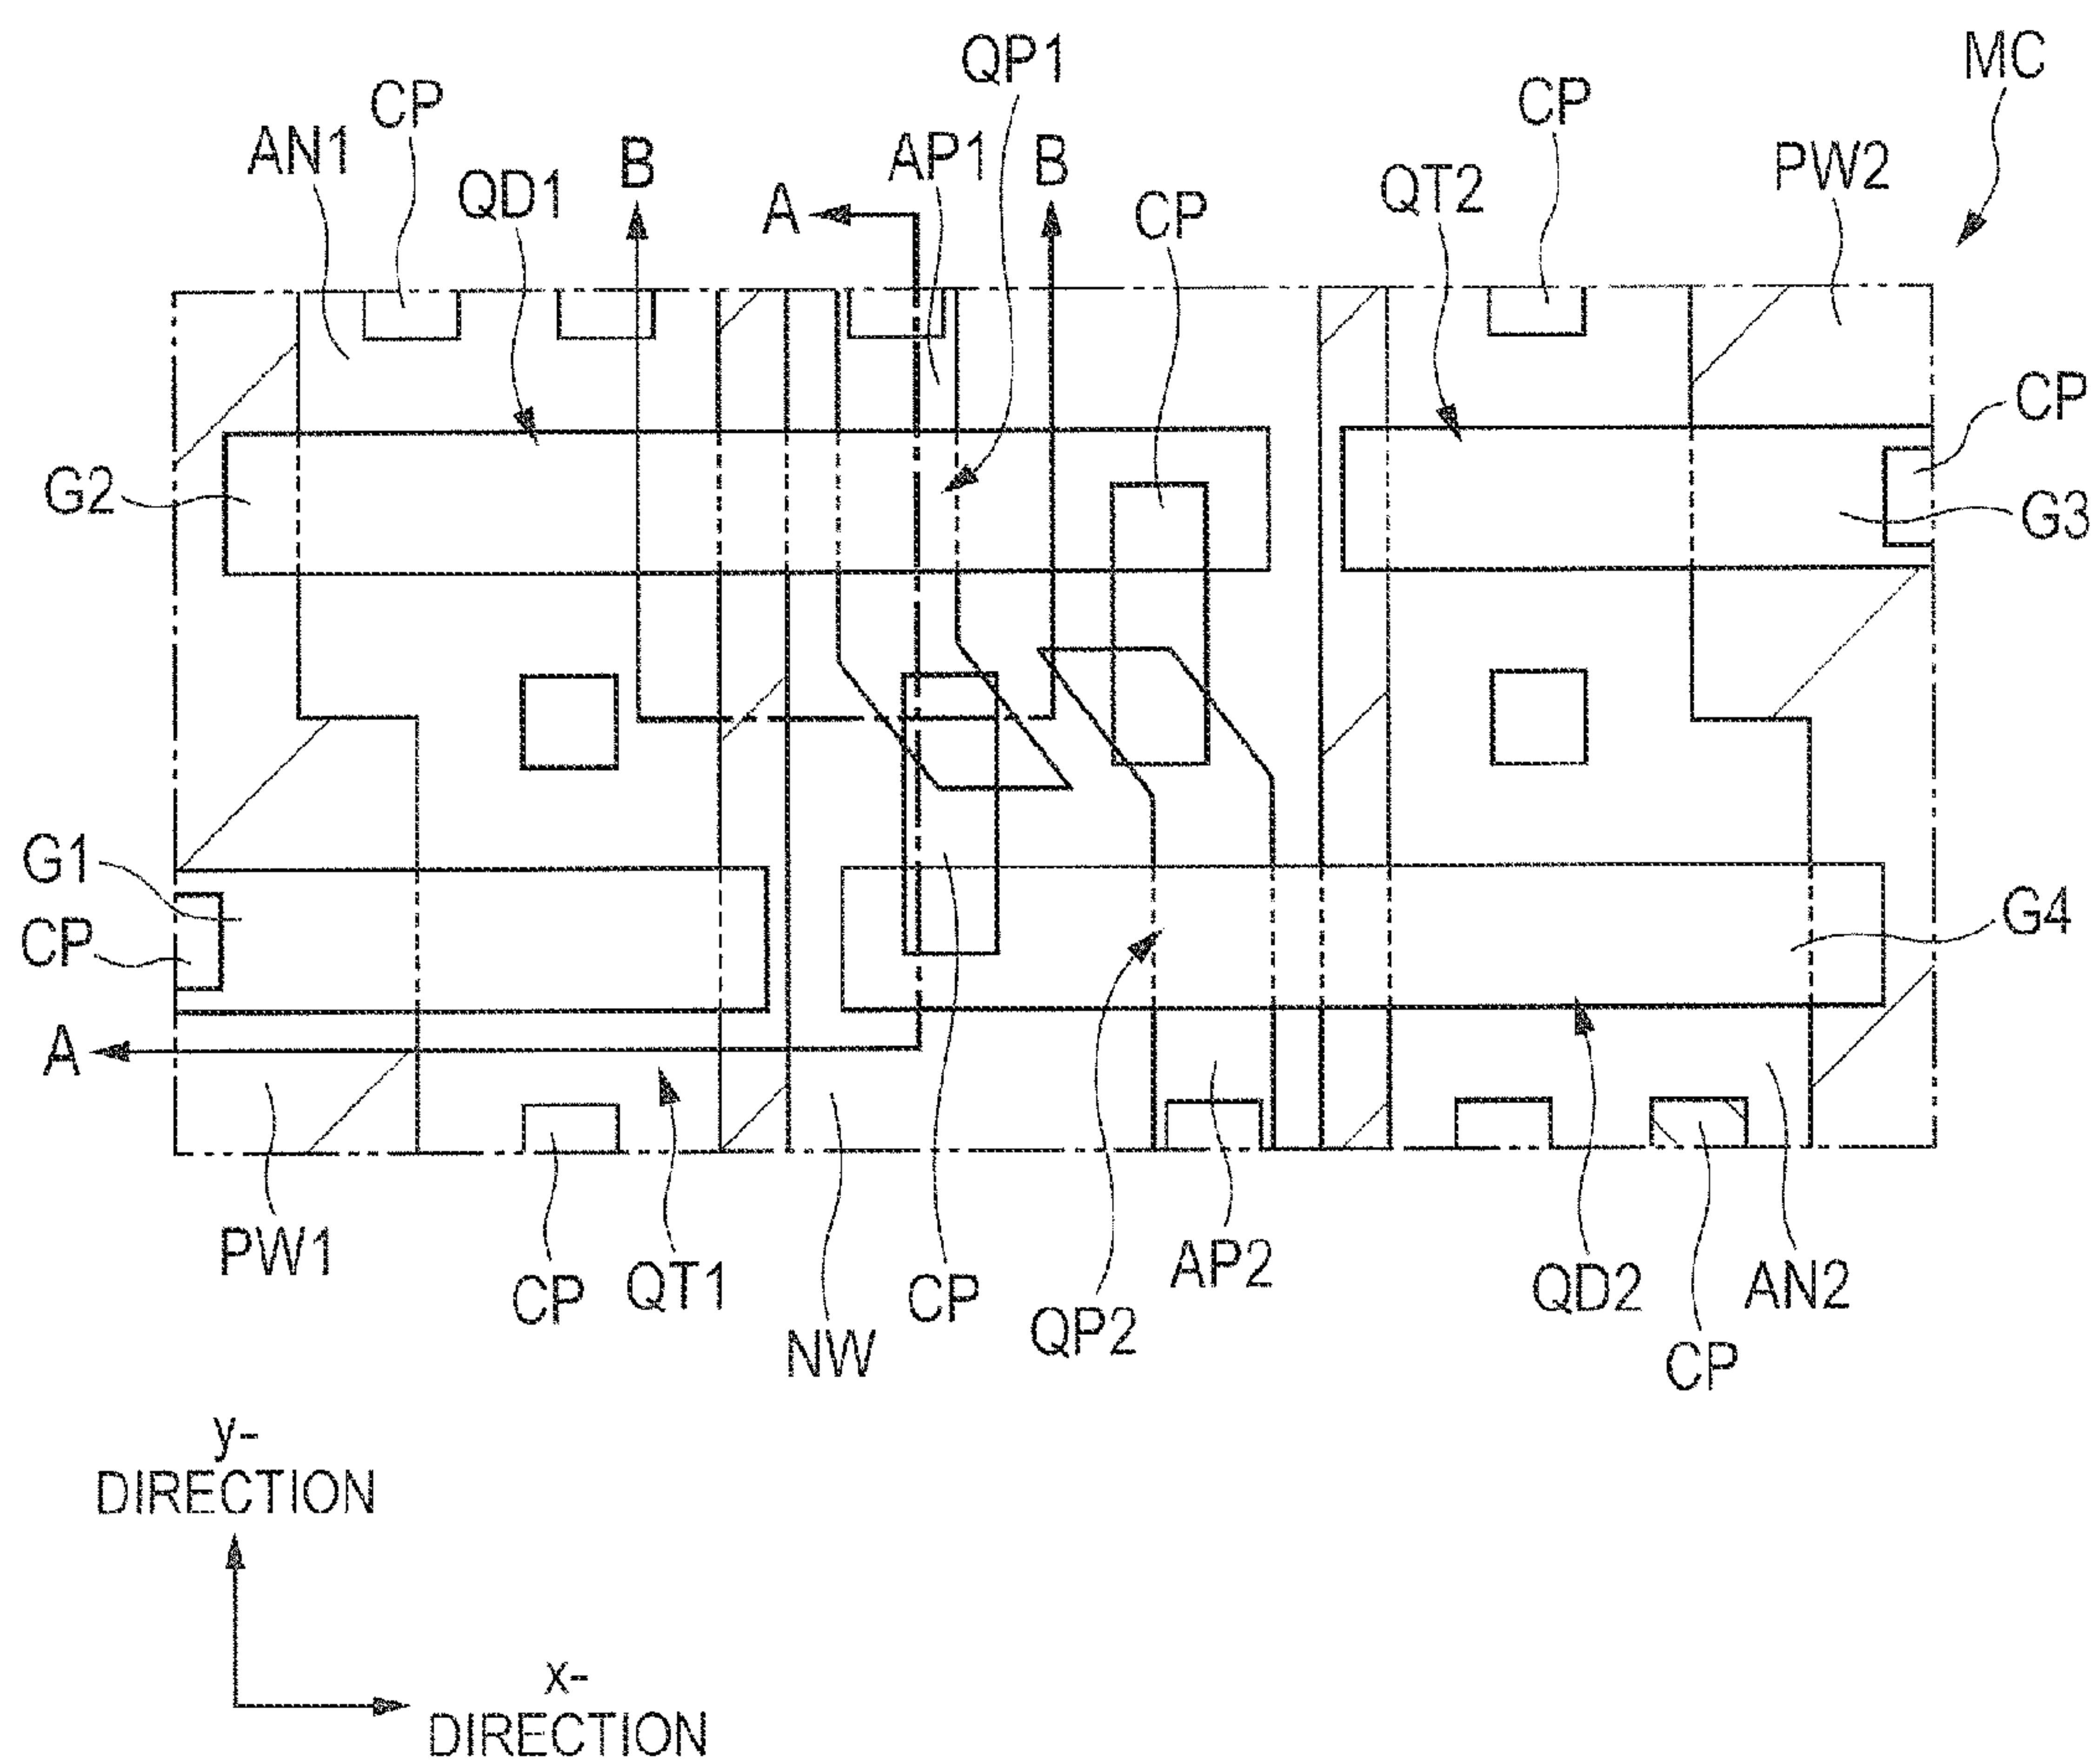 QP1
MC
CP
CP
AN1
B
AP1
B
PW2
QD1
A
CP
QT2
CP
G2
G3
G1
CP
G4
A
PW1
CP
QT1
NW
CP
QP2
AP2
QD2
AN2
CP
y-
DIRECTION
x-
DIRECTION